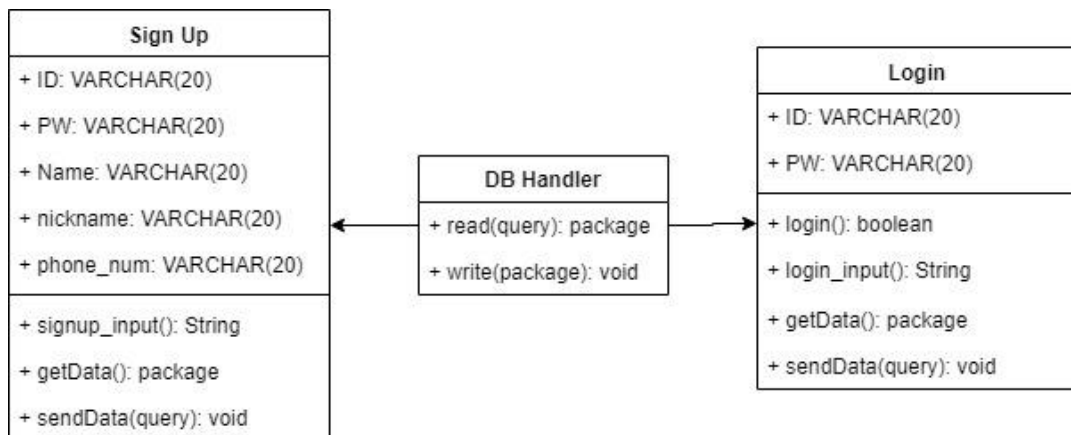 Sign Up
+ ID: VARCHAR(20)
+ PW: VARCHAR(20)
+ Name: VARCHAR(20)
+ nickname: VARCHAR(20)
+ phone_num: VARCHAR(20)
+ signup_input(): String
+ getData(): package
+ sendData(query): void
DB Handler
+ read(query): package
+ write(package): void
Login
+ ID: VARCHAR(20)
+ PW: VARCHAR(20)
+ login(): boolean
+ login_input(): String
+ getData(): package
+ sendData(query): void